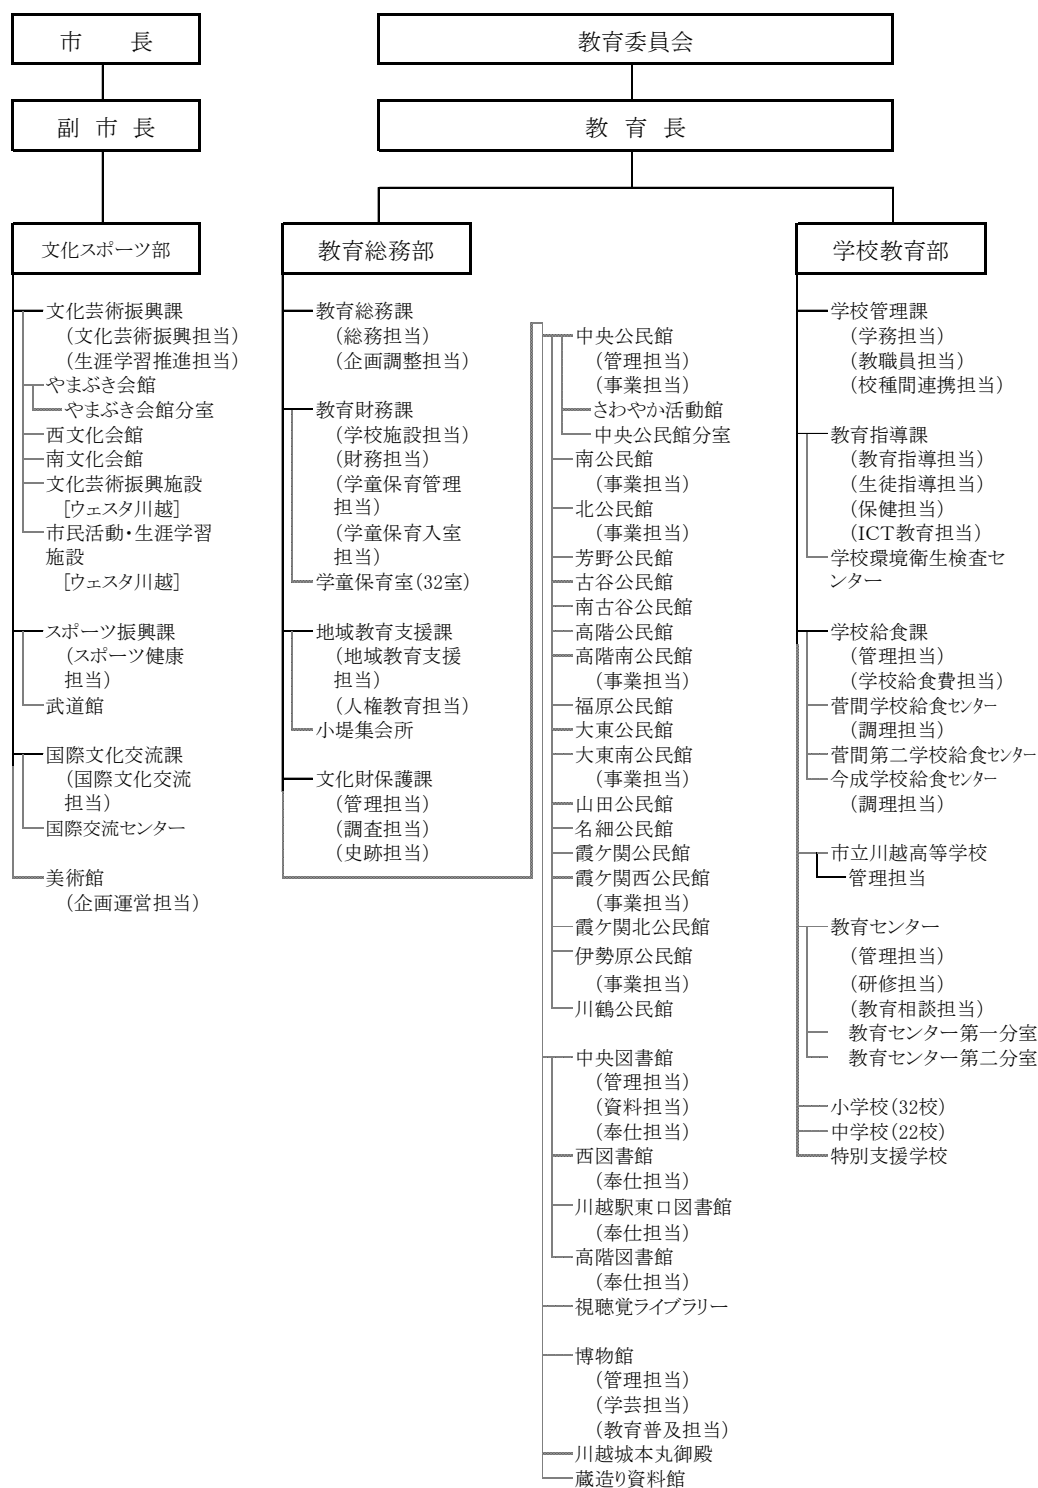 市　　長
副 市 長
文化スポーツ部
文化芸術振興課
(文化芸術振興担当)
(生涯学習推進担当)
やまぶき会館
やまぶき会館分室
西文化会館
南文化会館
文化芸術振興施設
[ウェスタ川越]
市民活動・生涯学習
施設
[ウェスタ川越]
スポーツ振興課
(スポーツ健康
担当)
武道館
国際文化交流課
(国際文化交流
担当)
国際交流センター
美術館
(企画運営担当)
教育委員会
教 育 長
教育総務部
教育総務課
(総務担当)
(企画調整担当)
教育財務課
(学校施設担当)
(財務担当)
(学童保育管理
担当)
(学童保育入室
担当)
学童保育室(32室)
地域教育支援課
(地域教育支援
担当)
(人権教育担当)
小堤集会所
文化財保護課
(管理担当)
(調査担当)
(史跡担当)
中央公民館
(管理担当)
(事業担当)
さわやか活動館
中央公民館分室
南公民館
(事業担当)
北公民館
(事業担当)
芳野公民館
古谷公民館
南古谷公民館
高階公民館
高階南公民館
(事業担当)
福原公民館
大東公民館
大東南公民館
(事業担当)
山田公民館
名細公民館
霞ケ関公民館
霞ケ関西公民館
(事業担当)
霞ケ関北公民館
伊勢原公民館
(事業担当)
川鶴公民館
中央図書館
(管理担当)
(資料担当)
(奉仕担当)
西図書館
(奉仕担当)
川越駅東口図書館
(奉仕担当)
高階図書館
(奉仕担当)
視聴覚ライブラリー
博物館
(管理担当)
(学芸担当)
(教育普及担当)
川越城本丸御殿
蔵造り資料館
学校教育部
学校管理課
(学務担当)
(教職員担当)
(校種間連携担当)
教育指導課
(教育指導担当)
(生徒指導担当)
(保健担当)
(ICT教育担当)
学校環境衛生検査セ
ンター
学校給食課
(管理担当)
(学校給食費担当)
菅間学校給食センター
(調理担当)
菅間第二学校給食センター
今成学校給食センター
(調理担当)
市立川越高等学校
管理担当
教育センター
(管理担当)
(研修担当)
(教育相談担当)
教育センター第一分室
教育センター第二分室
小学校(32校)
中学校(22校)
特別支援学校